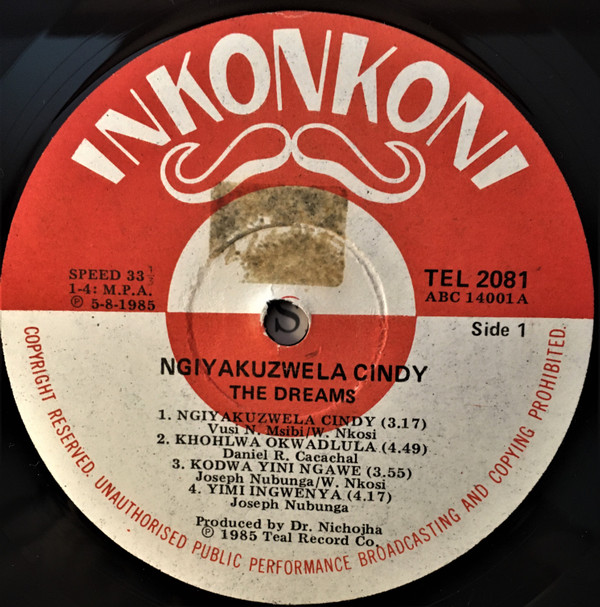 INKONKONI
SPEED 33⅓
1-4: M.P.A.
℗ 5-8-1985
TEL 2081
ABC 14001A
Side 1
NGIYAKUZWELA CINDY
THE DREAMS
1. NGIYAKUZWELA CINDY (3.17)
Vusi N. Msibi/W. Nkosi
2. KHOHLWA OKWADLULA (4.49)
Daniel R. Cacachal
3. KODWA YINI NGAWE (3.55)
Joseph Nubunga/W. Nkosi
4. YIMI INGWENYA (4.17)
Joseph Nubunga
Produced by Dr. Nichojha
℗ 1985 Teal Record Co.
COPYRIGHT RESERVED. UNAUTHORISED PUBLIC PERFORMANCE BROADCASTING AND COPYING PROHIBITED.